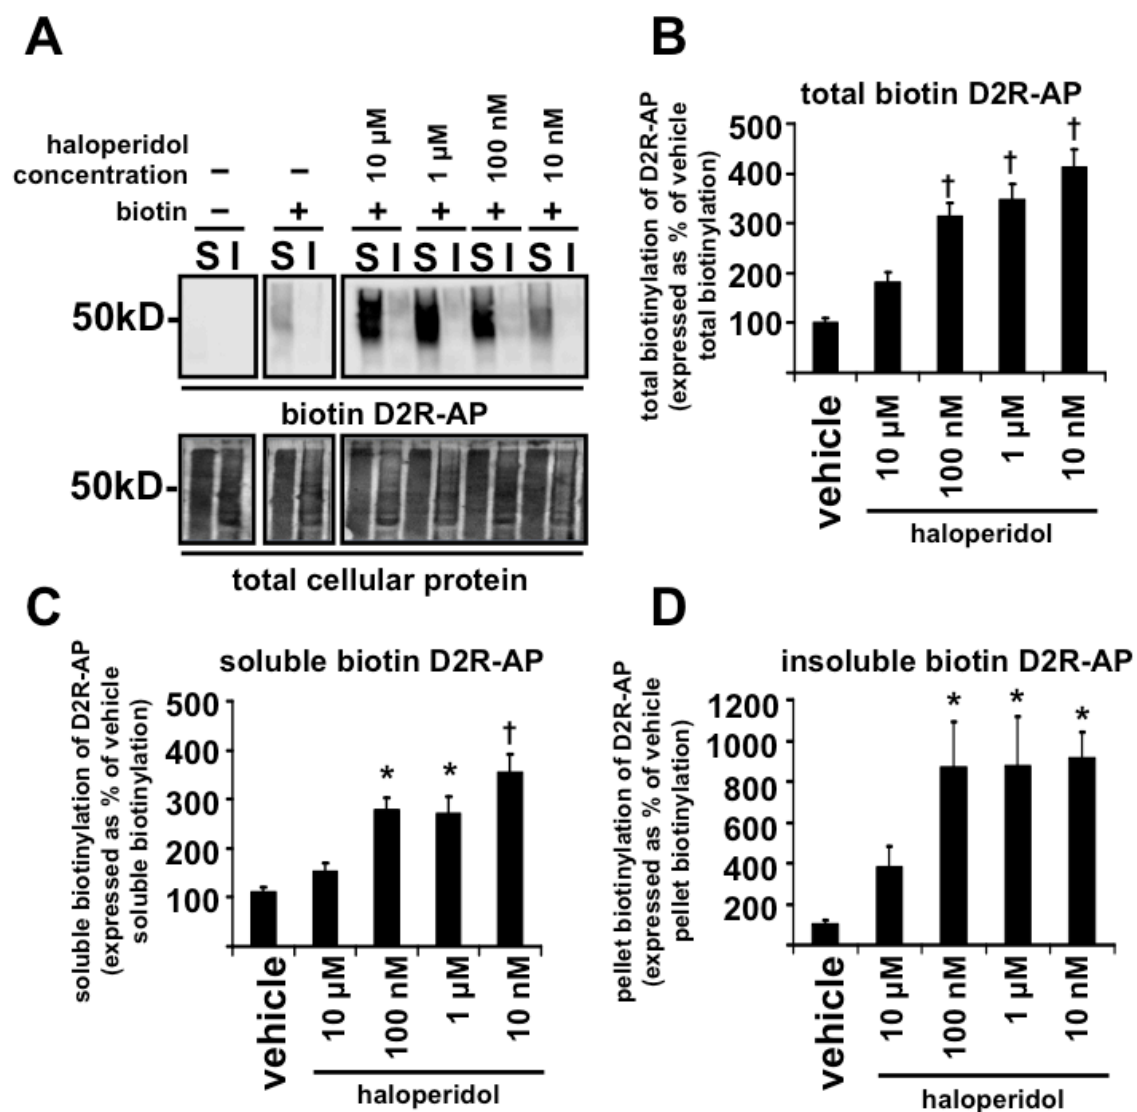 A
haloperidol
concentration
– – 10 µM 1 µM 100 nM 10 nM
biotin – + + + + +
S I S I S I S I S I S I
50kD-
biotin D2R-AP
50kD-
total cellular protein
B
total biotin D2R-AP
total biotinylation of D2R-AP
(expressed as % of vehicle
total biotinylation)
500
400
300
200
100
† † †
vehicle
10 µM
100 nM
1 µM
10 nM
haloperidol
C
soluble biotin D2R-AP
soluble biotinylation of D2R-AP
(expressed as % of vehicle
soluble biotinylation)
500
400
300
200
100
* * †
vehicle
10 µM
100 nM
1 µM
10 nM
haloperidol
D
insoluble biotin D2R-AP
pellet biotinylation of D2R-AP
(expressed as % of vehicle
pellet biotinylation)
1200
1000
800
600
400
200
* * *
vehicle
10 µM
100 nM
1 µM
10 nM
haloperidol